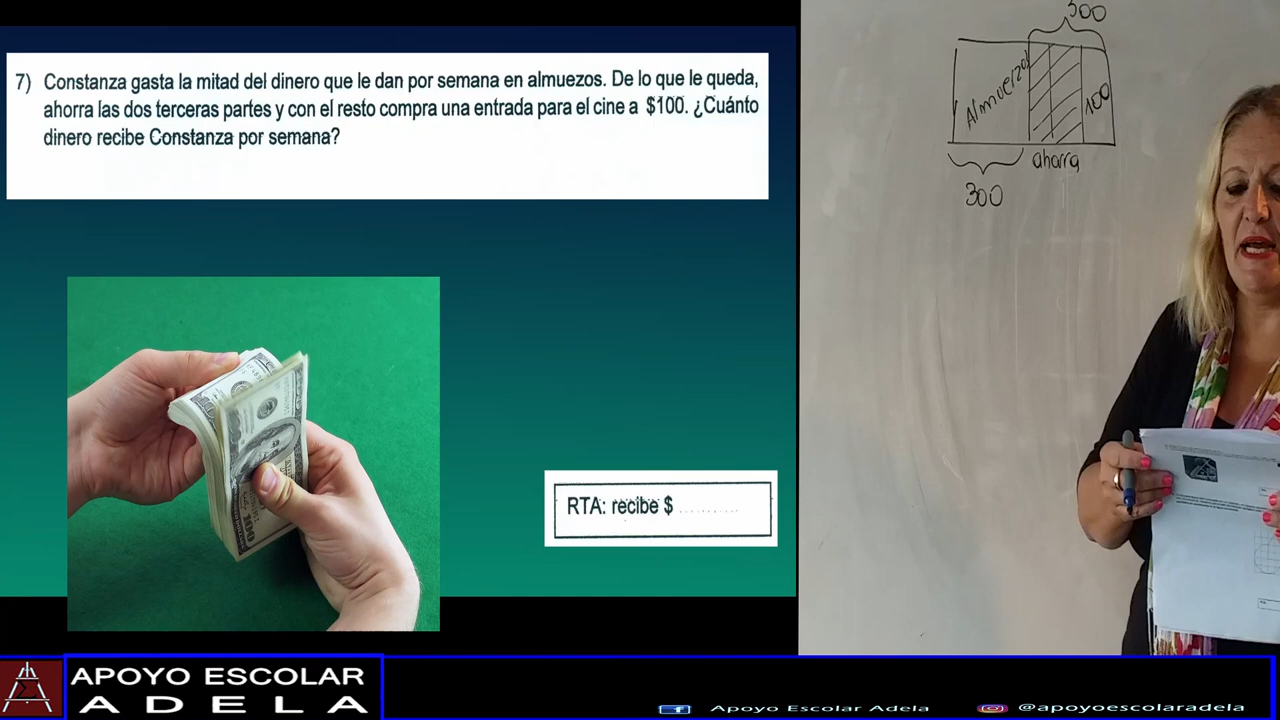 7) Constanza gasta la mitad del dinero que le dan por semana en almuezos. De lo que le queda,
ahorra las dos terceras partes y con el resto compra una entrada para el cine a $100. ¿Cuánto
dinero recibe Constanza por semana?
RTA: recibe $ ..........
300
Almuerzo
100
ahorra
300
APOYO ESCOLAR
ADELA
Apoyo Escolar Adela
@apoyoescolaradela